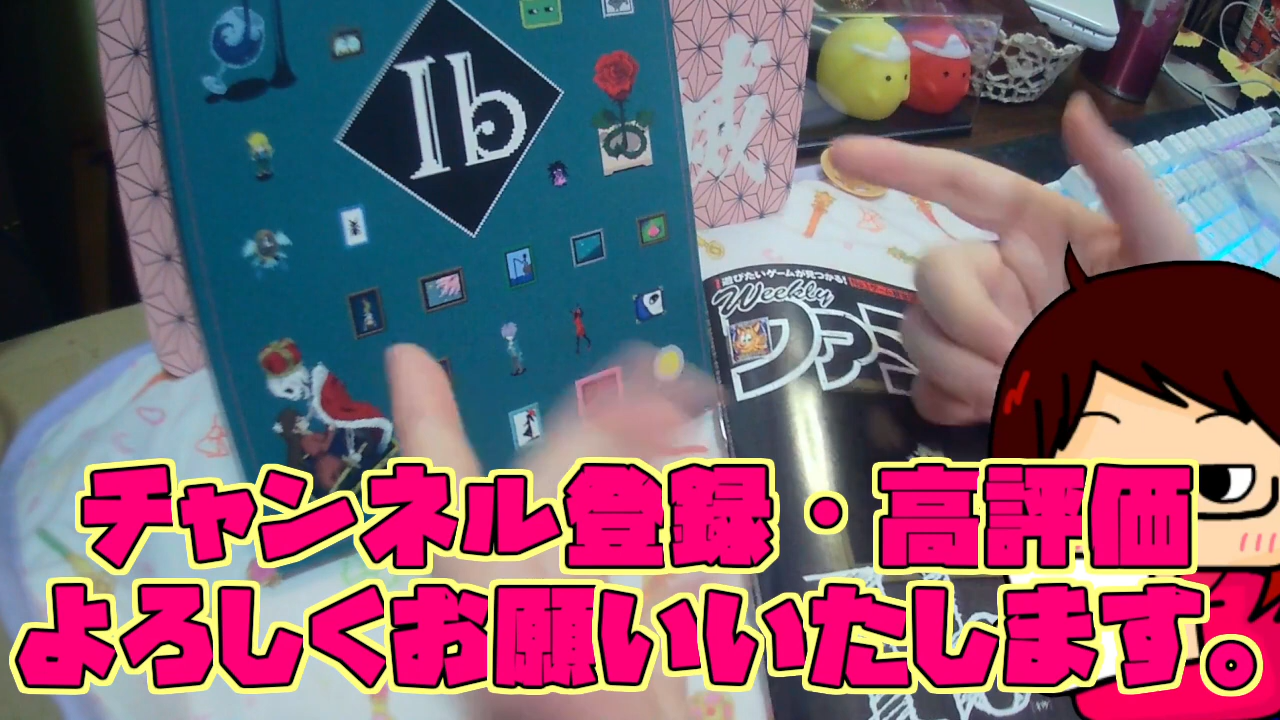 Ib
遊びたいゲームが見つかる!
Weekly
ファミ
チャンネル登録・高評価
よろしくお願いいたします。